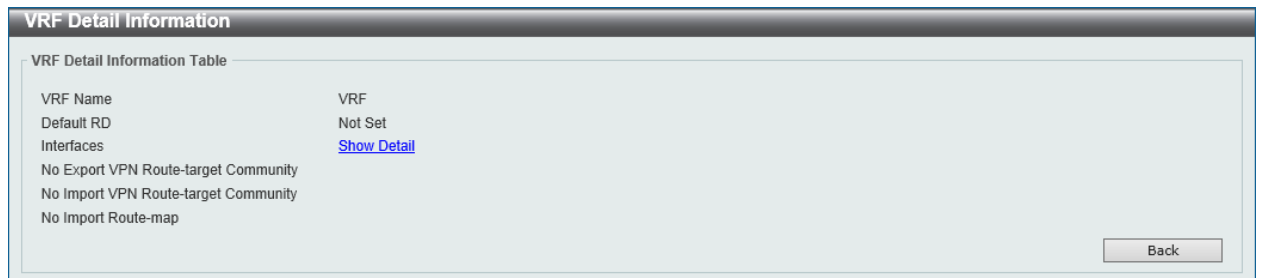 VRF Detail Information
VRF Detail Information Table
VRF Name VRF
Default RD Not Set
Interfaces Show Detail
No Export VPN Route-target Community
No Import VPN Route-target Community
No Import Route-map
Back